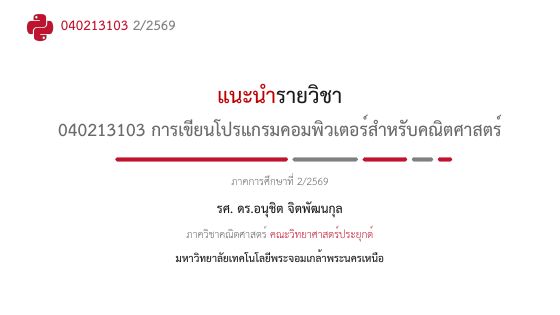 040213103 2/2569
แนะนำรายวิชา
040213103 การเขียนโปรแกรมคอมพิวเตอร์สำหรับคณิตศาสตร์
ภาคการศึกษาที่ 2/2569
รศ. ดร.อนุชิต จิตพัฒนกุล
ภาควิชาคณิตศาสตร์ คณะวิทยาศาสตร์ประยุกต์
มหาวิทยาลัยเทคโนโลยีพระจอมเกล้าพระนครเหนือ